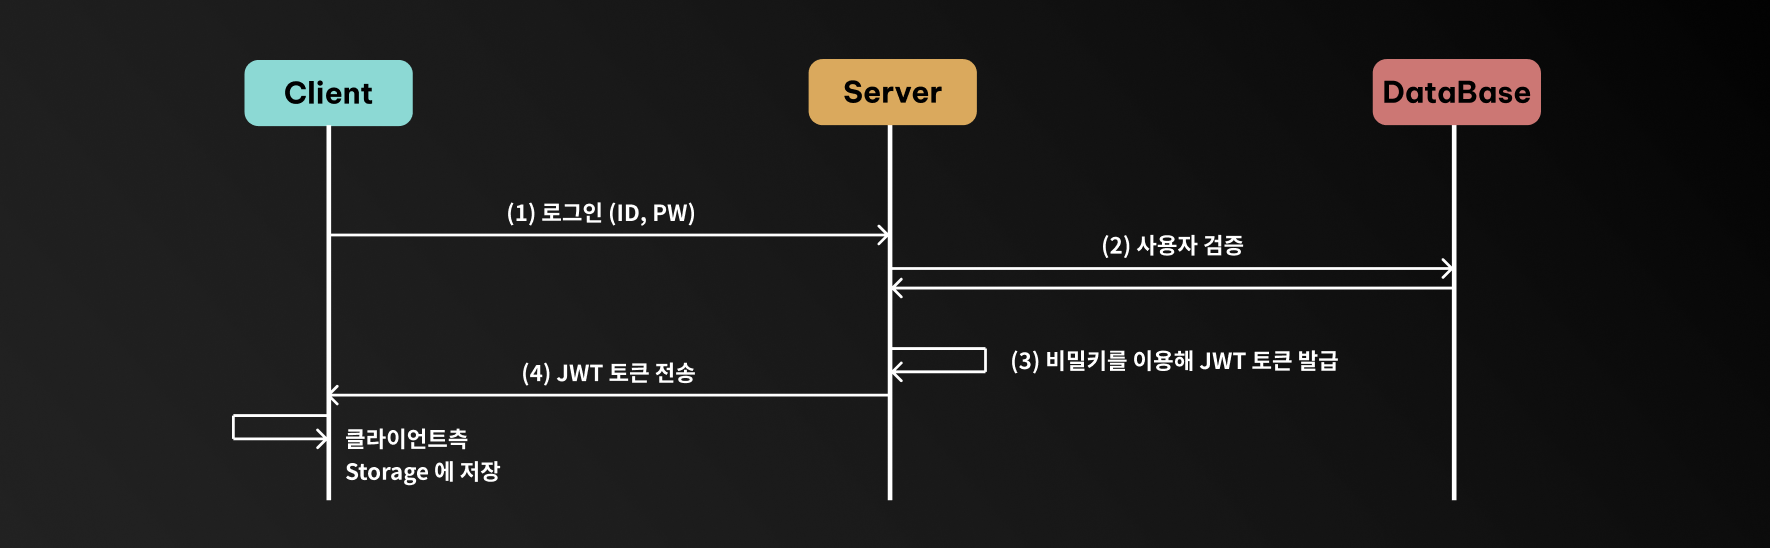 Client
Server
DataBase
(1) 로그인 (ID, PW)
(2) 사용자 검증
(3) 비밀키를 이용해 JWT 토큰 발급
(4) JWT 토큰 전송
클라이언트측
Storage 에 저장